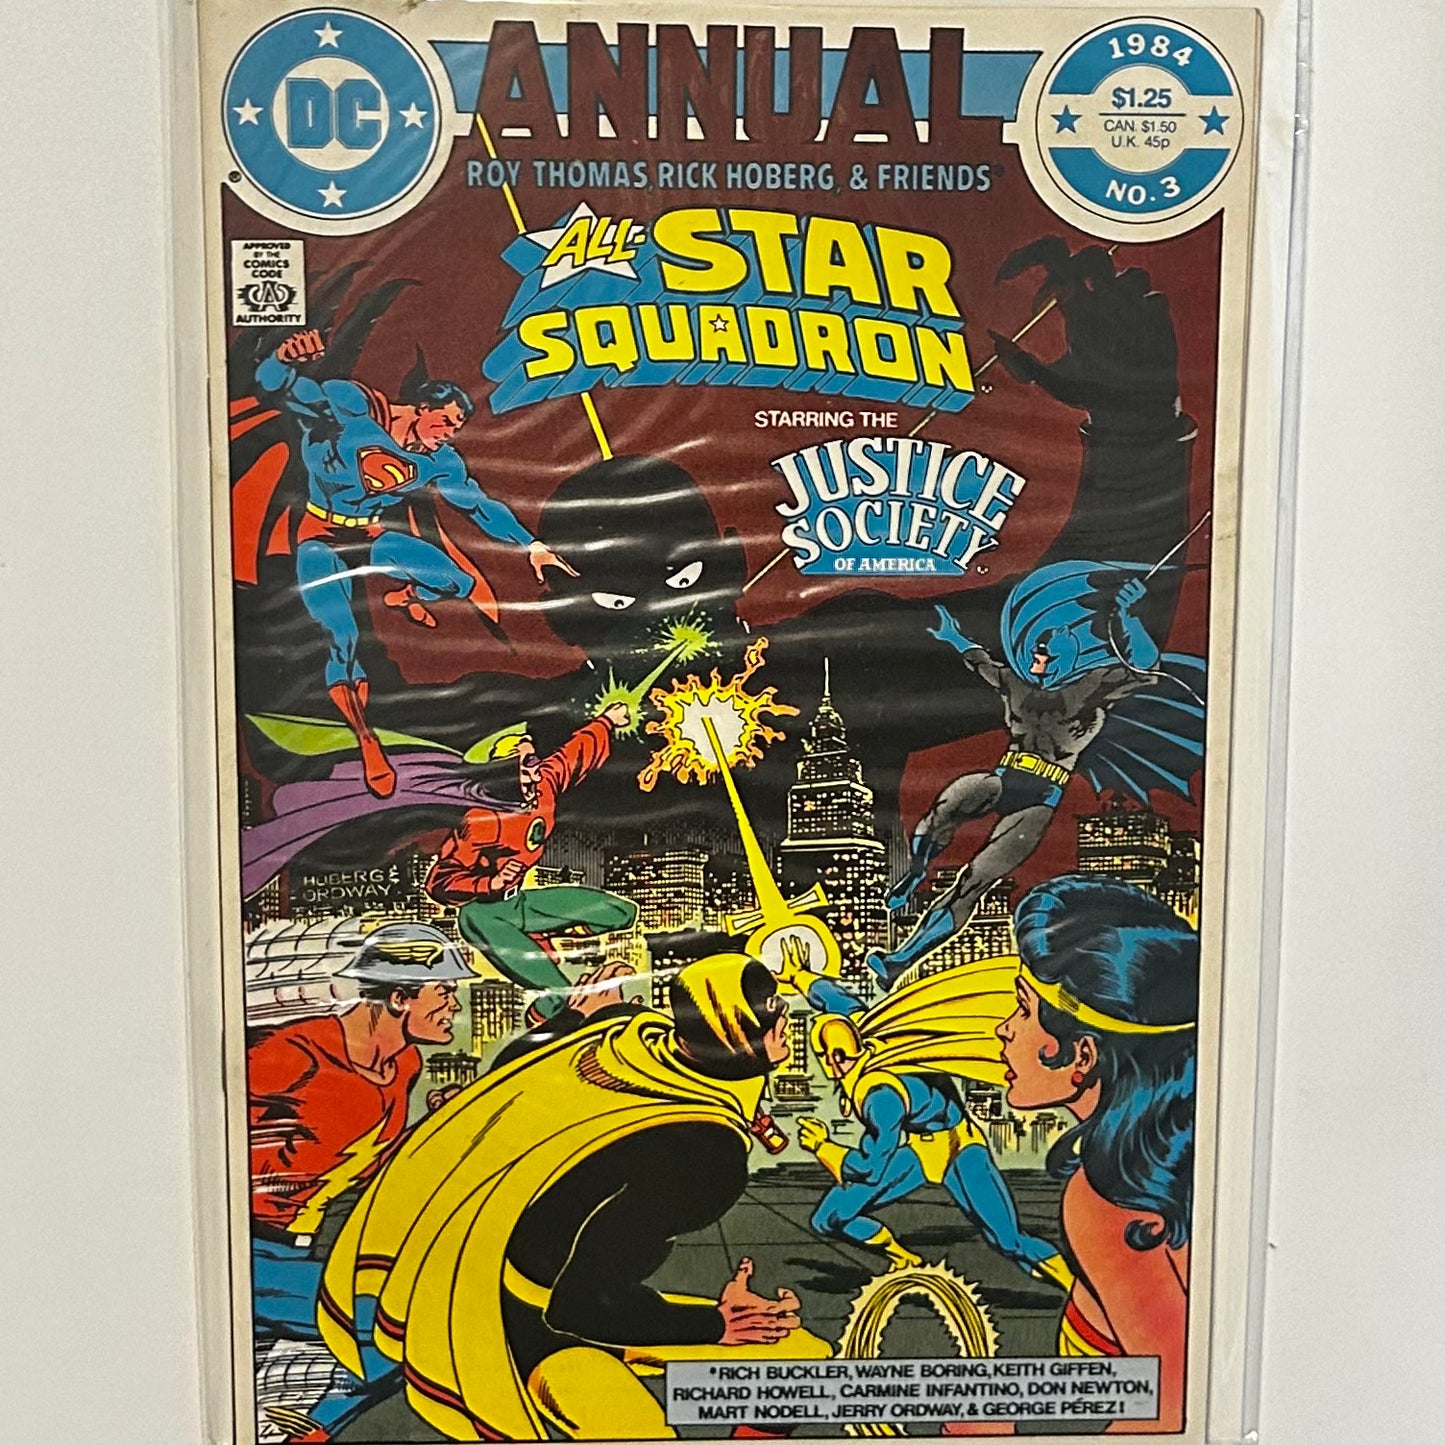 DC
ANNUAL
1984
$1.25
CAN. $1.50
U.K. 45p
NO. 3
ROY THOMAS, RICK HOBERG, & FRIENDS*
APPROVED
BY THE
COMICS
CODE
CA
AUTHORITY
ALL-STAR
SQUADRON
STARRING THE
JUSTICE
SOCIETY
OF AMERICA
HOBERG &
ORDWAY
*RICH BUCKLER, WAYNE BORING, KEITH GIFFEN,
RICHARD HOWELL, CARMINE INFANTINO, DON NEWTON,
MART NODELL, JERRY ORDWAY, & GEORGE PÉREZ!